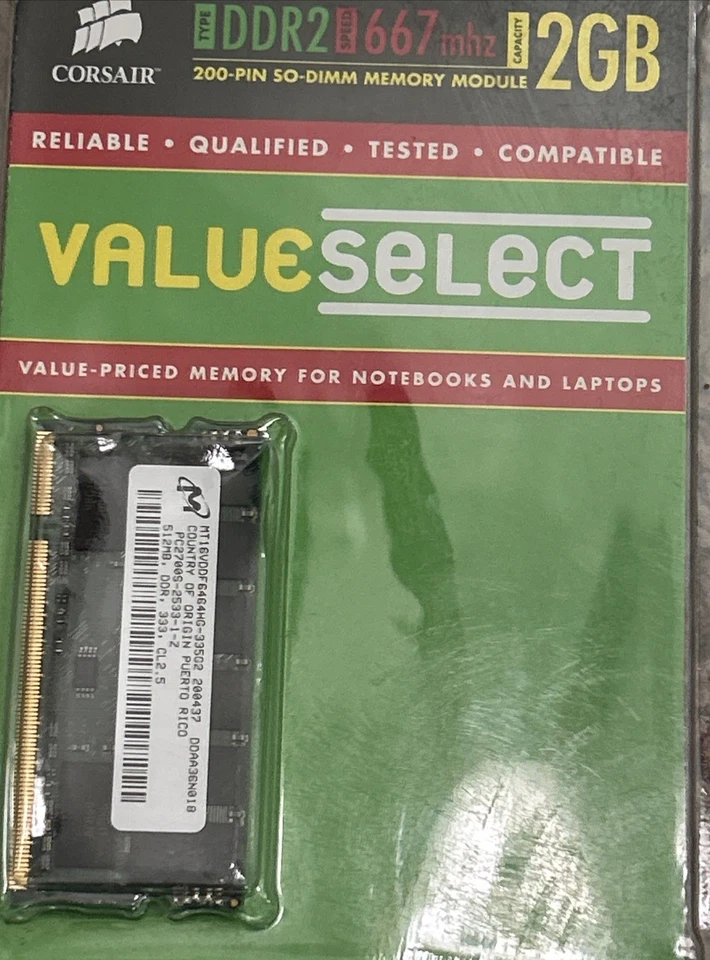 CORSAIR™
TYPE DDR2 SPEED 667mhz CAPACITY 2GB
200-PIN SO-DIMM MEMORY MODULE
RELIABLE • QUALIFIED • TESTED • COMPATIBLE
VALUESELECT
VALUE-PRICED MEMORY FOR NOTEBOOKS AND LAPTOPS
MT16VDDF6464HG-335G2 200437 DDAA36N018
COUNTRY OF ORIGIN PUERTO RICO
PC2700S-2533-1-Z
512MB, DDR, 333, CL2.5